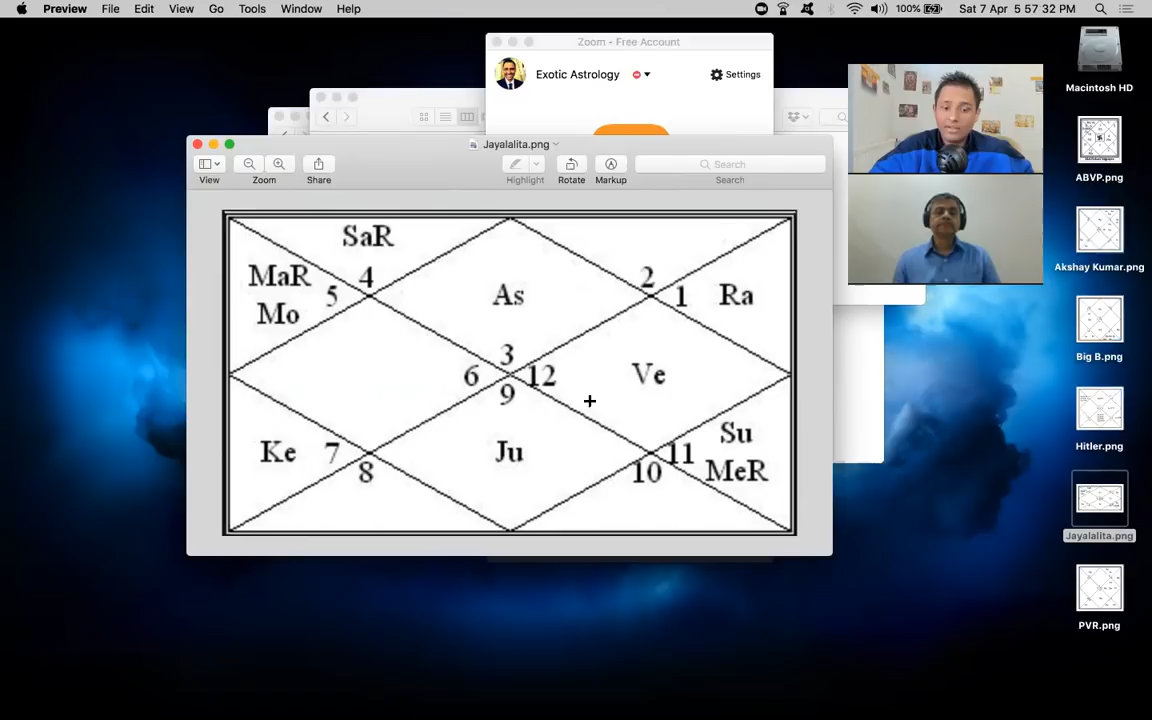 Preview File Edit View Go Tools Window Help 100% Sat 7 Apr 5 57 32 PM
Zoom - Free Account
Exotic Astrology Settings
Macintosh HD
Jayalalita.png
View Zoom Share Highlight Rotate Markup Search
Search
ABVP.png
SaR
MaR 4 As 2
5 1 Ra
Mo
Akshay Kumar.png
3
6 12 Ve
9
Big B.png
Su
Ke 7 Ju 11
8 10 MeR
Hitler.png
Jayalalita.png
PVR.png